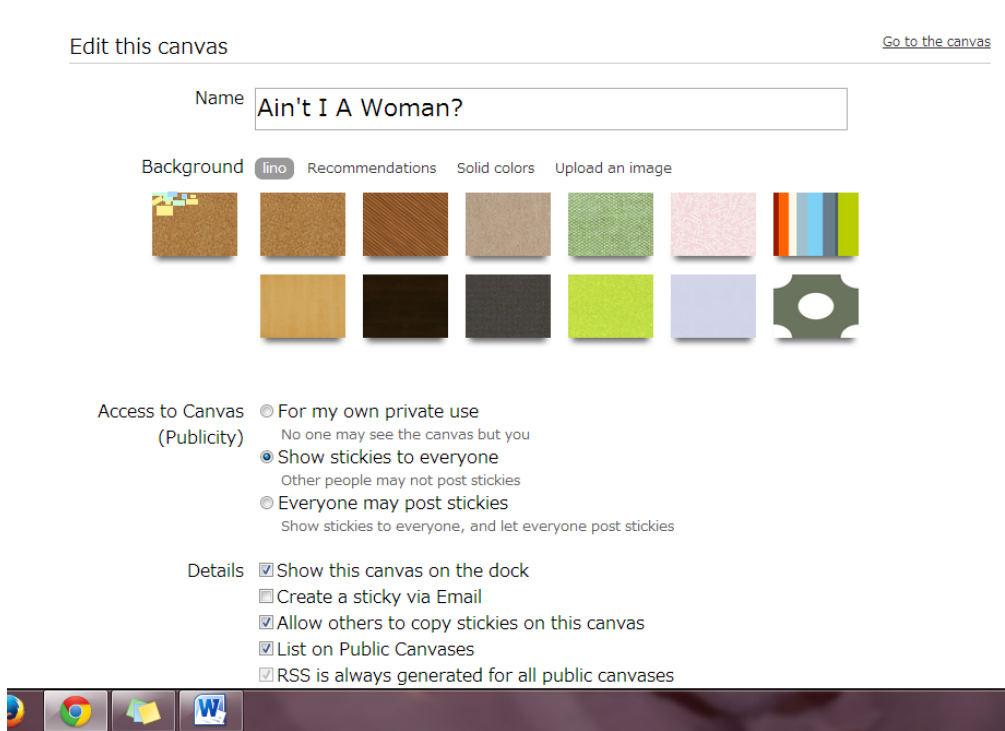 Edit this canvas
Go to the canvas
Name
Ain't I A Woman?
Background
lino Recommendations Solid colors Upload an image
Access to Canvas
(Publicity)
For my own private use
No one may see the canvas but you
Show stickies to everyone
Other people may not post stickies
Everyone may post stickies
Show stickies to everyone, and let everyone post stickies
Details
Show this canvas on the dock
Create a sticky via Email
Allow others to copy stickies on this canvas
List on Public Canvases
RSS is always generated for all public canvases
W